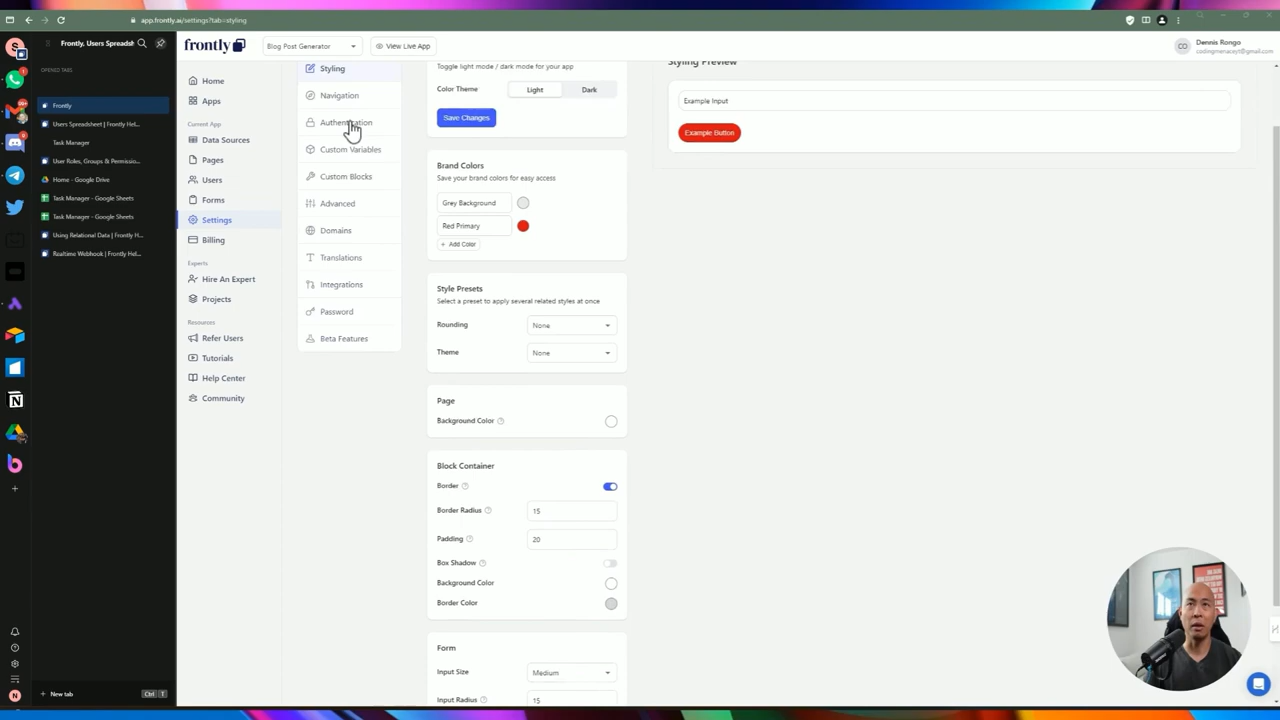 app.frontly.ai/settings?tab=styling
Frontly, Users Spreadsh
OPENED TABS
Frontly
Users Spreadsheet | Frontly Hel...
Task Manager
User Roles, Groups & Permissio...
Home - Google Drive
Task Manager - Google Sheets
Task Manager - Google Sheets
Using Relational Data | Frontly H...
Realtime Webhook | Frontly Hel...
New tab
Ctrl
T
frontly
Blog Post Generator
View Live App
CO
Dennis Rongo
codingmenaceyt@gmail.com
Home
Apps
Current App
Data Sources
Pages
Users
Forms
Settings
Billing
Experts
Hire An Expert
Projects
Resources
Refer Users
Tutorials
Help Center
Community
Styling
Navigation
Authentication
Custom Variables
Custom Blocks
Advanced
Domains
Translations
Integrations
Password
Beta Features
Toggle light mode / dark mode for your app
Color Theme
Light
Dark
Save Changes
Brand Colors
Save your brand colors for easy access
Grey Background
Red Primary
+ Add Color
Style Presets
Select a preset to apply several related styles at once
Rounding
None
Theme
None
Page
Background Color
Block Container
Border
Border Radius
15
Padding
20
Box Shadow
Background Color
Border Color
Form
Input Size
Medium
Input Radius
15
Styling Preview
Example Input
Example Button